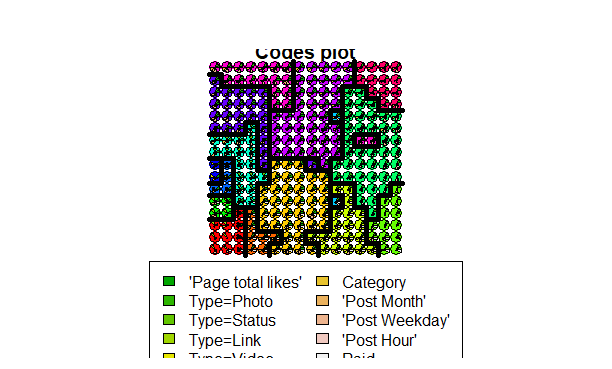 Codes plot
'Page total likes' Category
Type=Photo 'Post Month'
Type=Status 'Post Weekday'
Type=Link 'Post Hour'
Type=Video Paid